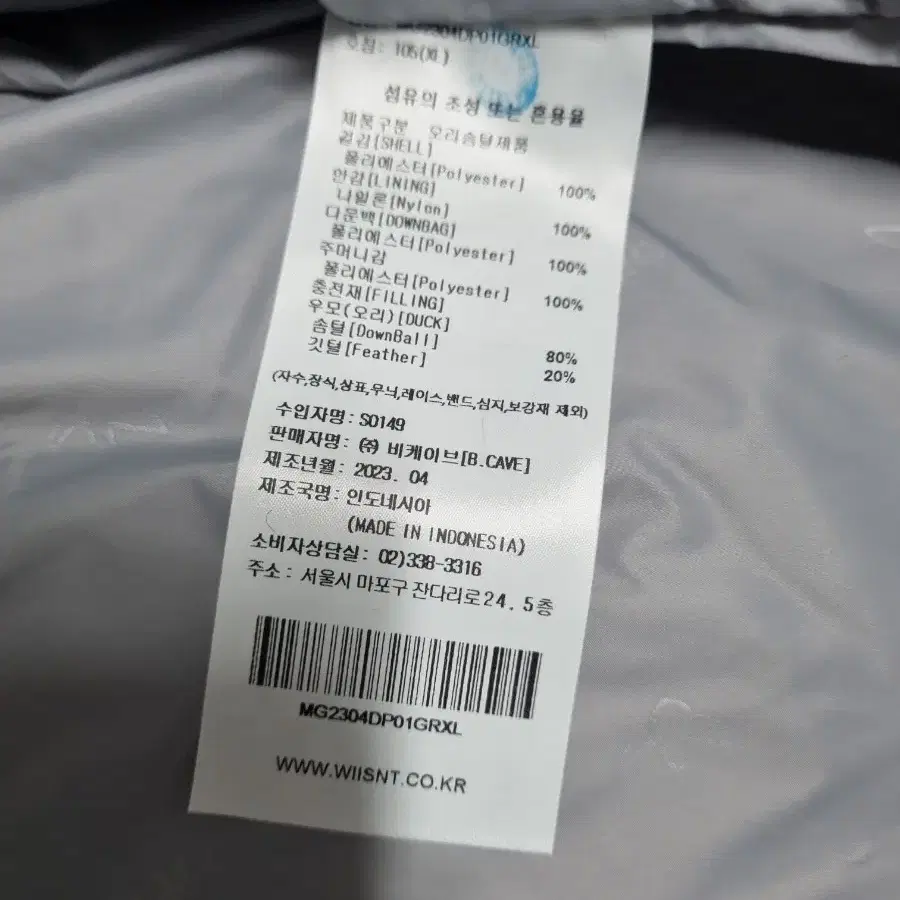 MG2304DP01GRXL
호칭: 105(XL)
섬유의 조성 또는 혼용율
제품구분 오리솜털제품
겉감[SHELL]
폴리에스터[Polyester] 100%
안감[LINING]
나일론[Nylon] 100%
다운백[DOWNBAG]
폴리에스터[Polyester] 100%
주머니감
폴리에스터[Polyester] 100%
충전재[FILLING]
우모(오리)[DUCK]
솜털[DownBall] 80%
깃털[Feather] 20%
(자수,장식,상표,무늬,레이스,밴드,심지,보강재 제외)
수입자명: S0149
판매자명: ㈜ 비케이브[B.CAVE]
제조년월: 2023. 04
제조국명: 인도네시아
(MADE IN INDONESIA)
소비자상담실: 02)338-3316
주소: 서울시 마포구 잔다리로24. 5층
MG2304DP01GRXL
WWW.WIISNT.CO.KR